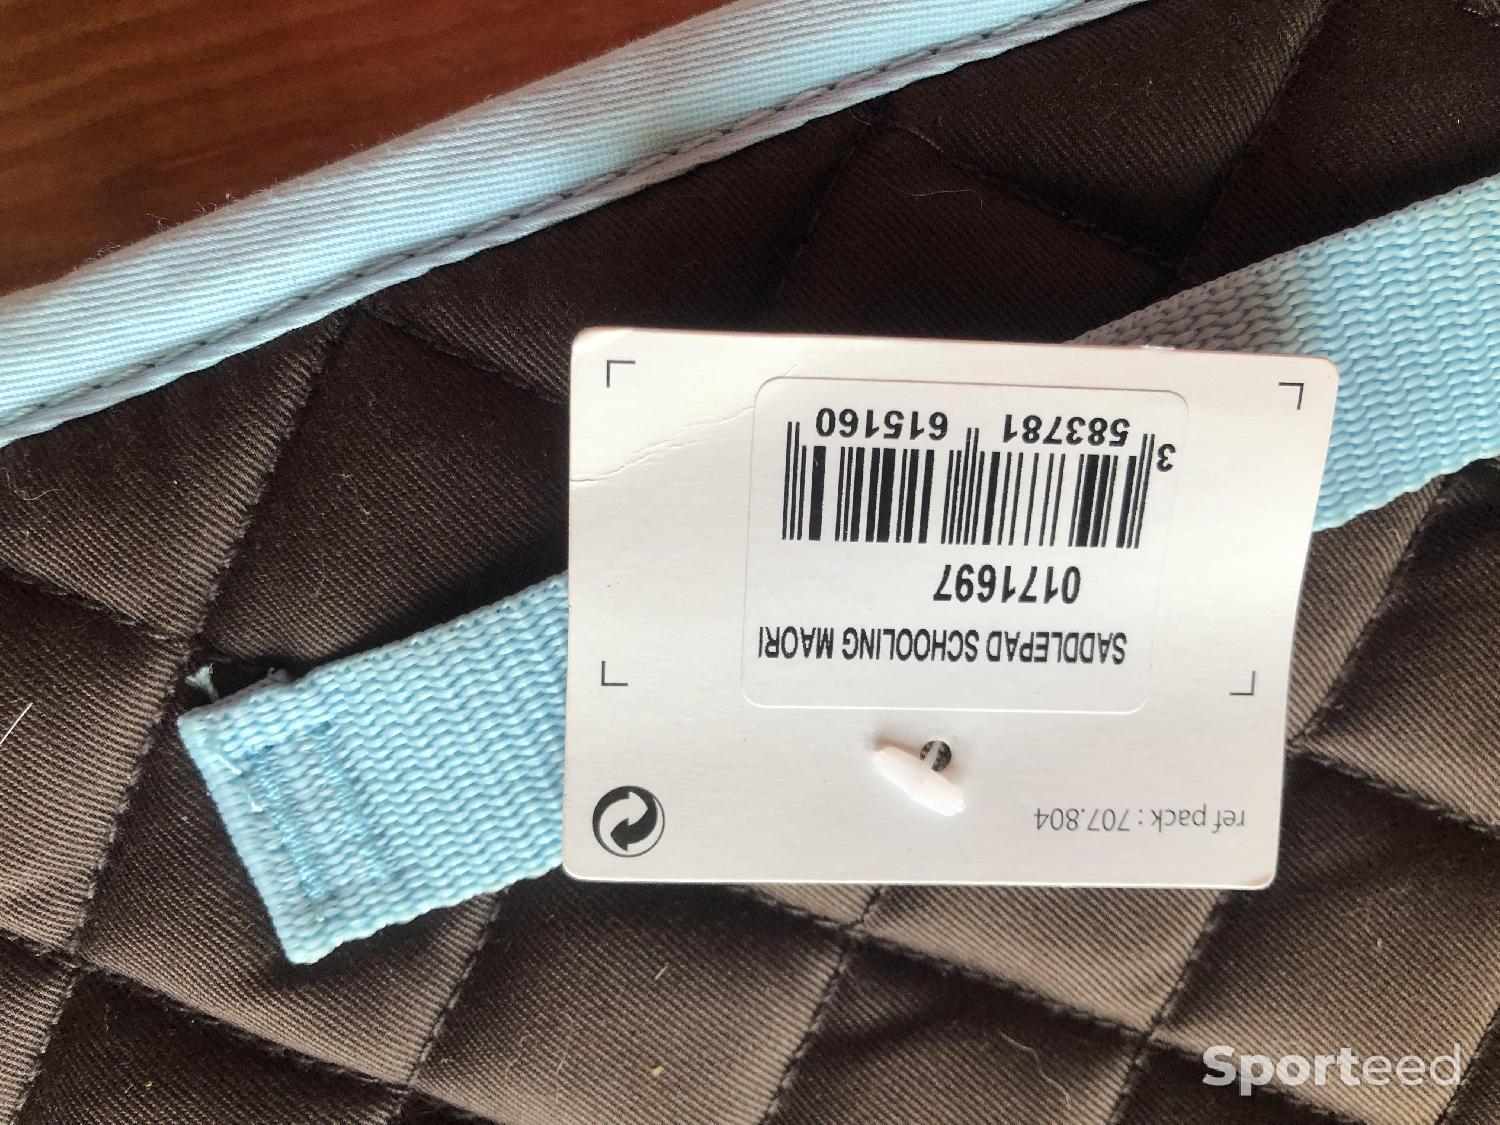 ref pack : 707.804
SADDLEPAD SCHOOLING MAORI
0171697
3 583781 615160
Sporteed